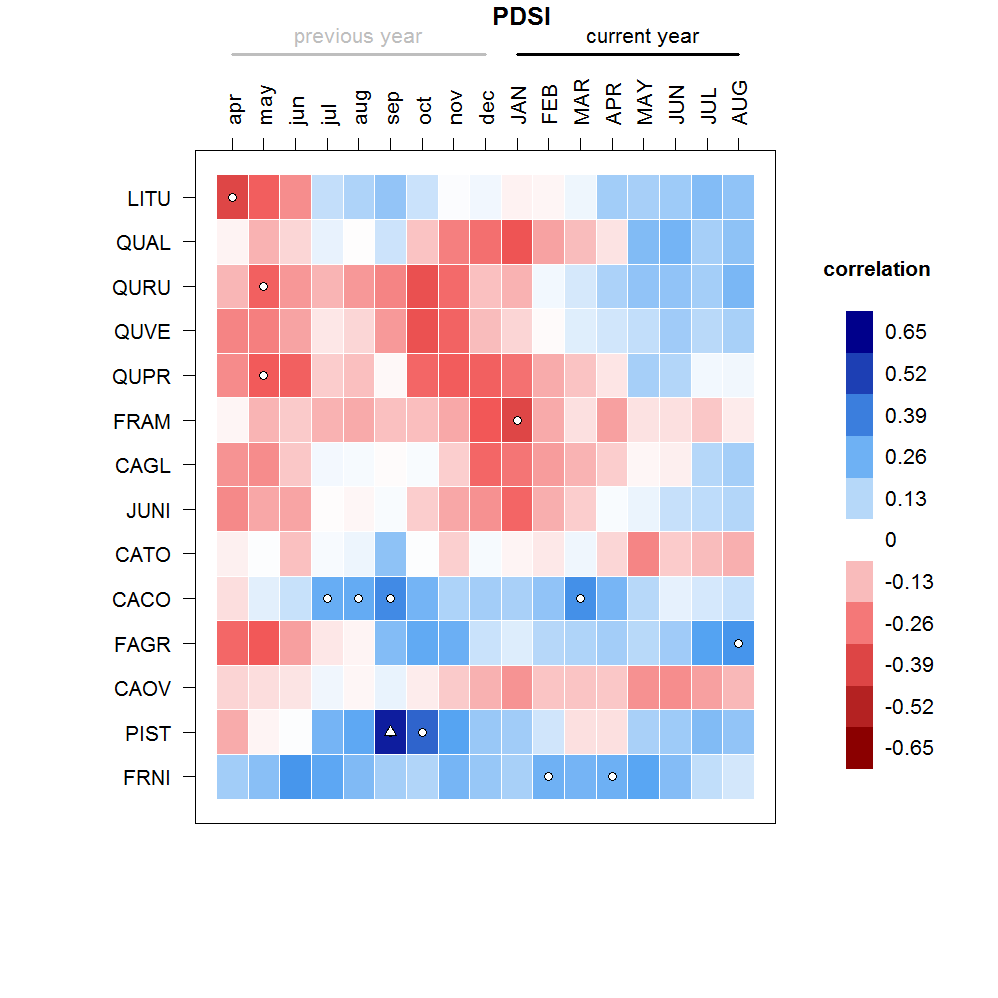 PDSI
previous year current year
apr may jun jul aug sep oct nov dec JAN FEB MAR APR MAY JUN JUL AUG
LITU
QUAL
QURU
QUVE
QUPR
FRAM
CAGL
JUNI
CATO
CACO
FAGR
CAOV
PIST
FRNI
correlation
0.65
0.52
0.39
0.26
0.13
0
-0.13
-0.26
-0.39
-0.52
-0.65